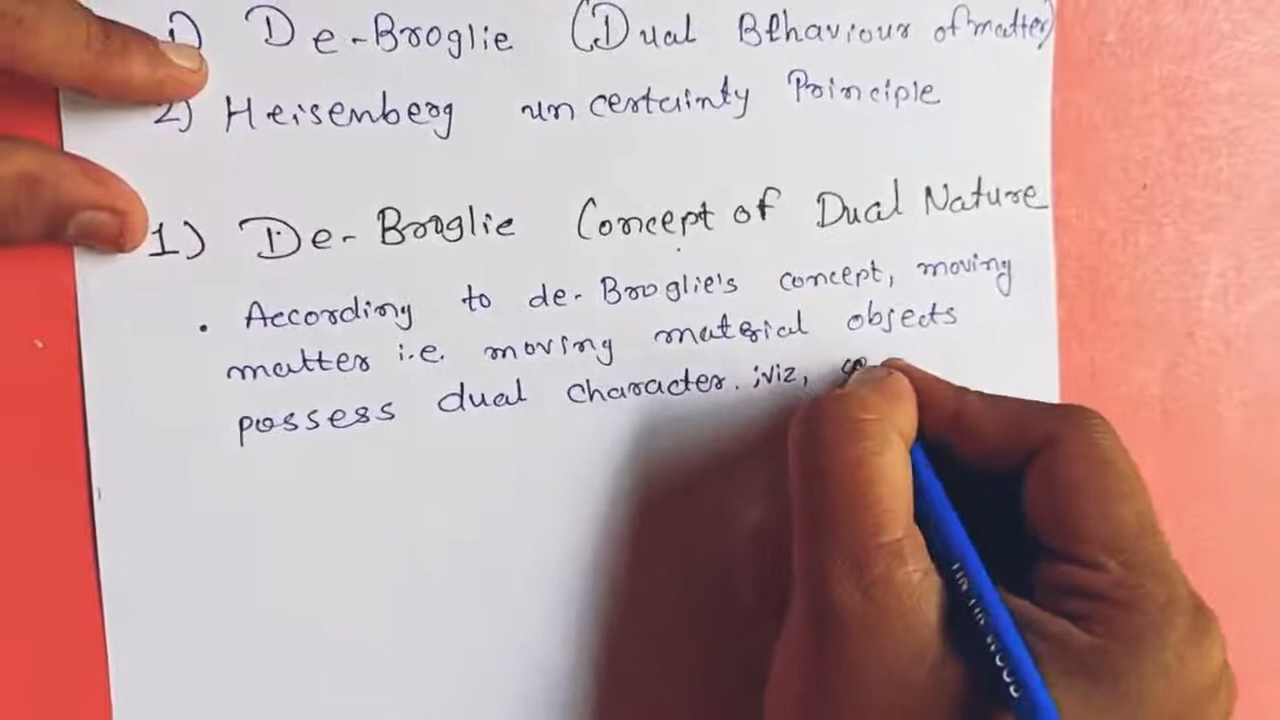 1) De-Broglie (Dual Behaviour of matter)
2) Heisenberg uncertainty Principle
1) De-Broglie Concept of Dual Nature
. According to de-Broglie's concept, moving
matter i.e. moving material objects
possess dual character. ;viz,